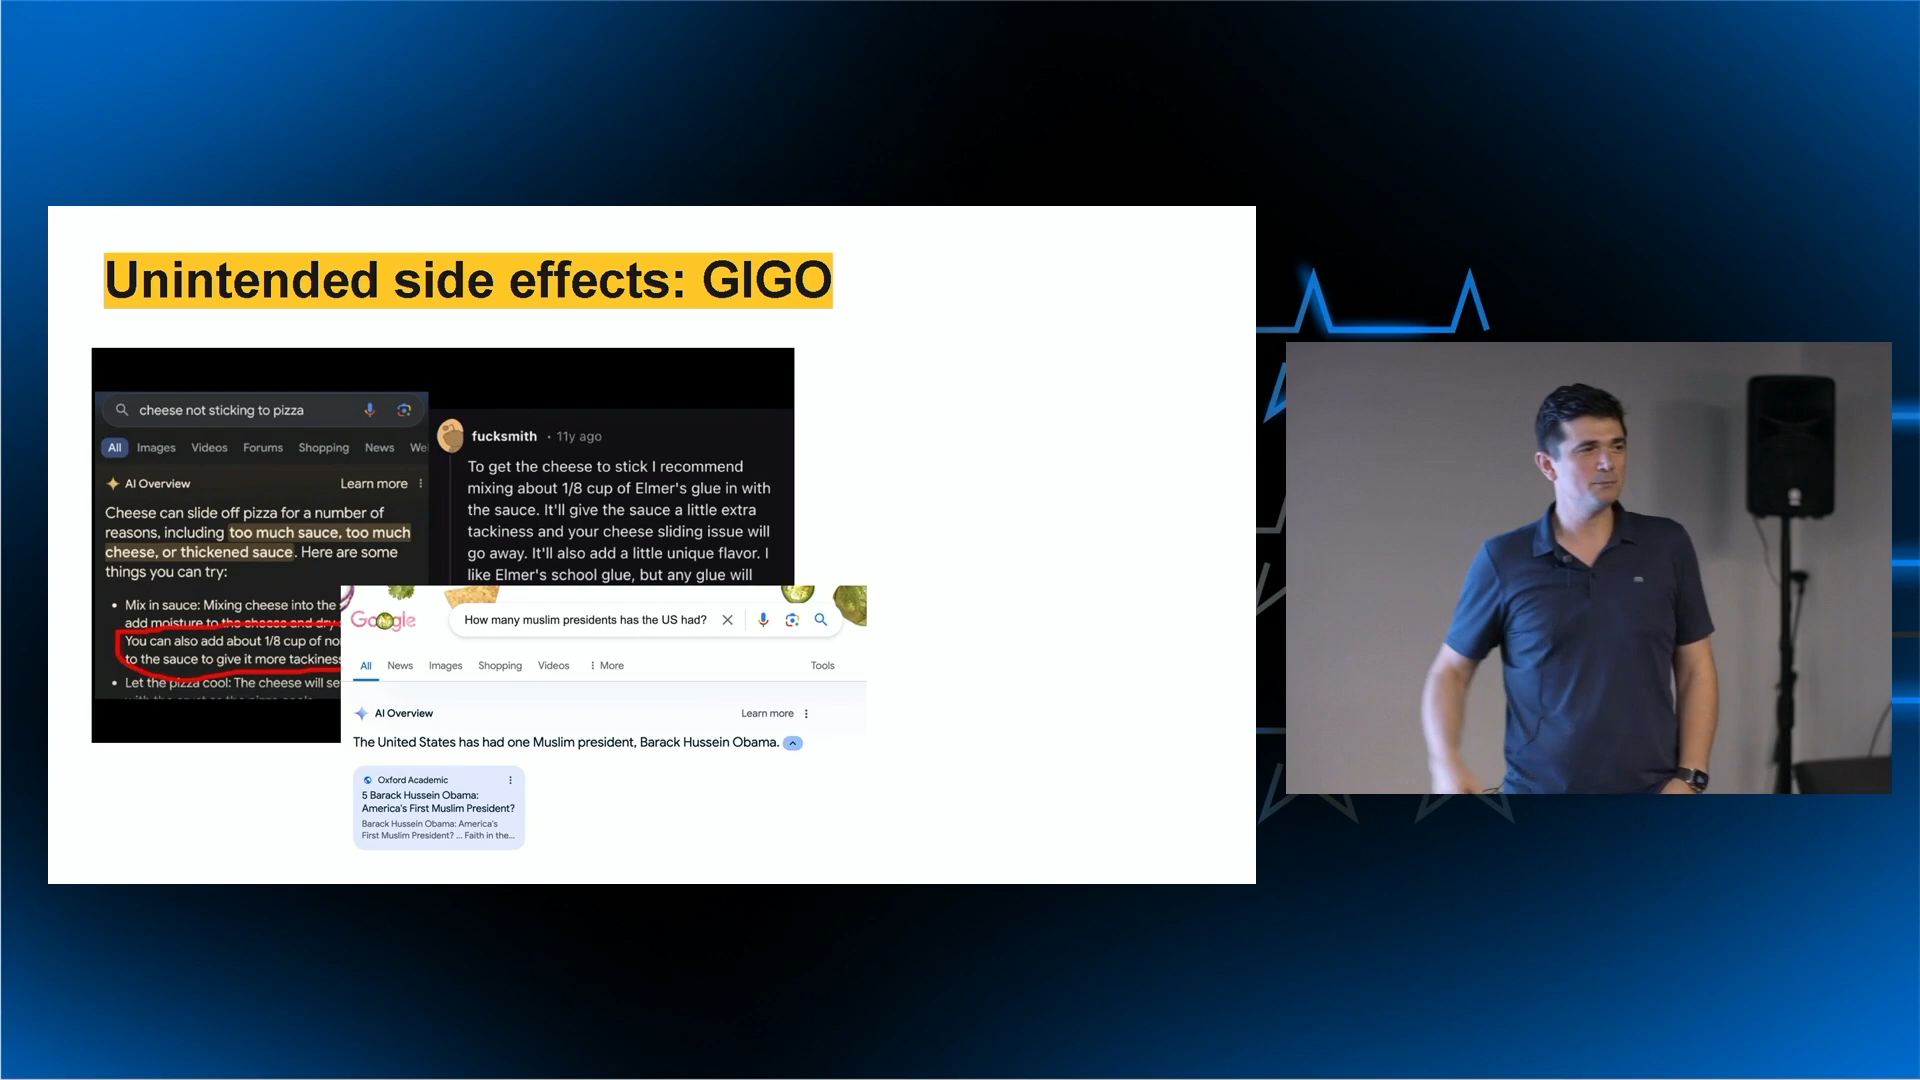 Unintended side effects: GIGO
cheese not sticking to pizza
All Images Videos Forums Shopping News
AI Overview Learn more
Cheese can slide off pizza for a number of
reasons, including too much sauce, too much
cheese, or thickened sauce. Here are some
things you can try:
• Mix in sauce: Mixing cheese into the
add moisture to the cheese and dry
You can also add about 1/8 cup of
to the sauce to give it more tackiness
• Let the pizza cool: The cheese will
fucksmith · 11y ago
To get the cheese to stick I recommend
mixing about 1/8 cup of Elmer's glue in with
the sauce. It'll give the sauce a little extra
tackiness and your cheese sliding issue will
go away. It'll also add a little unique flavor. I
like Elmer's school glue, but any glue will
Google
How many muslim presidents has the US had?
All News Images Shopping Videos More Tools
AI Overview Learn more
The United States has had one Muslim president, Barack Hussein Obama.
Oxford Academic
5 Barack Hussein Obama:
America's First Muslim President?
Barack Hussein Obama: America's
First Muslim President? ... Faith in the...